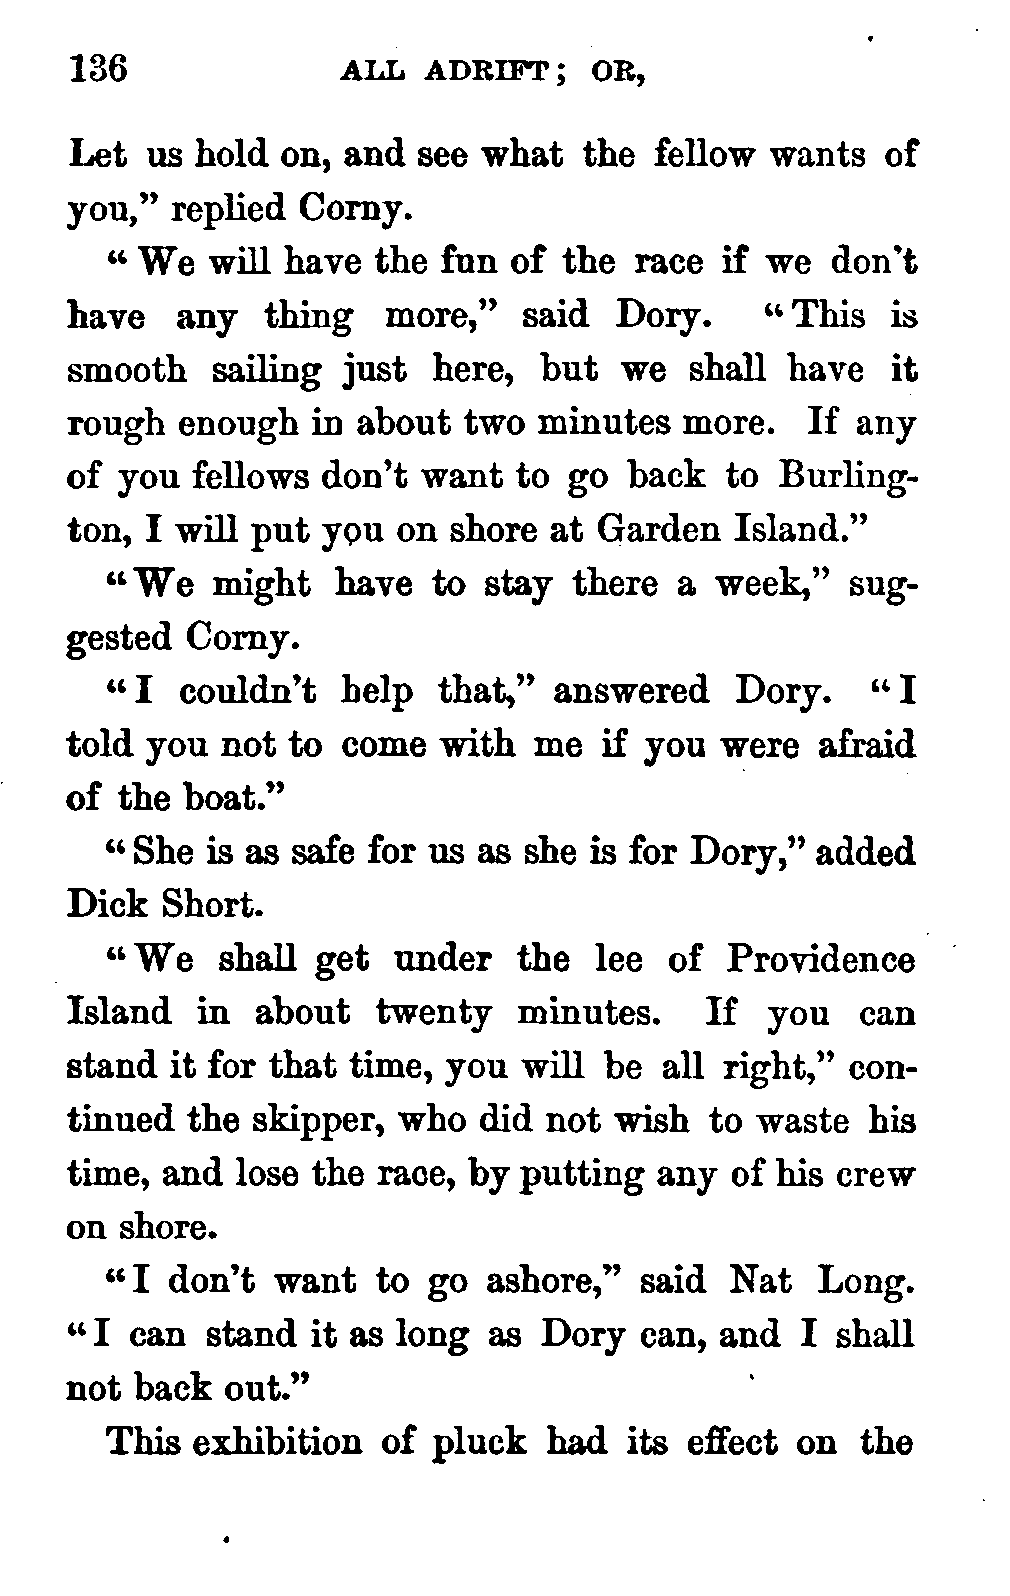 136 ALL ADRIFT; OR,
Let us hold on, and see what the fellow wants of
you,” replied Corny.
“We will have the fun of the race if we don't
have any thing more,” said Dory. “This is
smooth sailing just here, but we shall have it
rough enough in about two minutes more. If any
of you fellows don’t want to go back to Burling-
ton, I will put you on shore at Garden Island.”
“We might have to stay there a week,” sug-
gested Corny.
“I couldn’t help that,” answered Dory. “I
told you not to come with me if you were afraid
of the boat.”
“She is as safe for us as she is for Dory,” added
Dick Short.
“We shall get under the lee of Providence
Island in about twenty minutes. If you can
stand it for that time, you will be all right,” con-
tinued the skipper, who did not wish to waste his
time, and lose the race, by putting any of his crew
on shore.
“I don’t want to go ashore,” said Nat Long.
“I can stand it as long as Dory can, and I shall
not back out.”
This exhibition of pluck had its effect on the